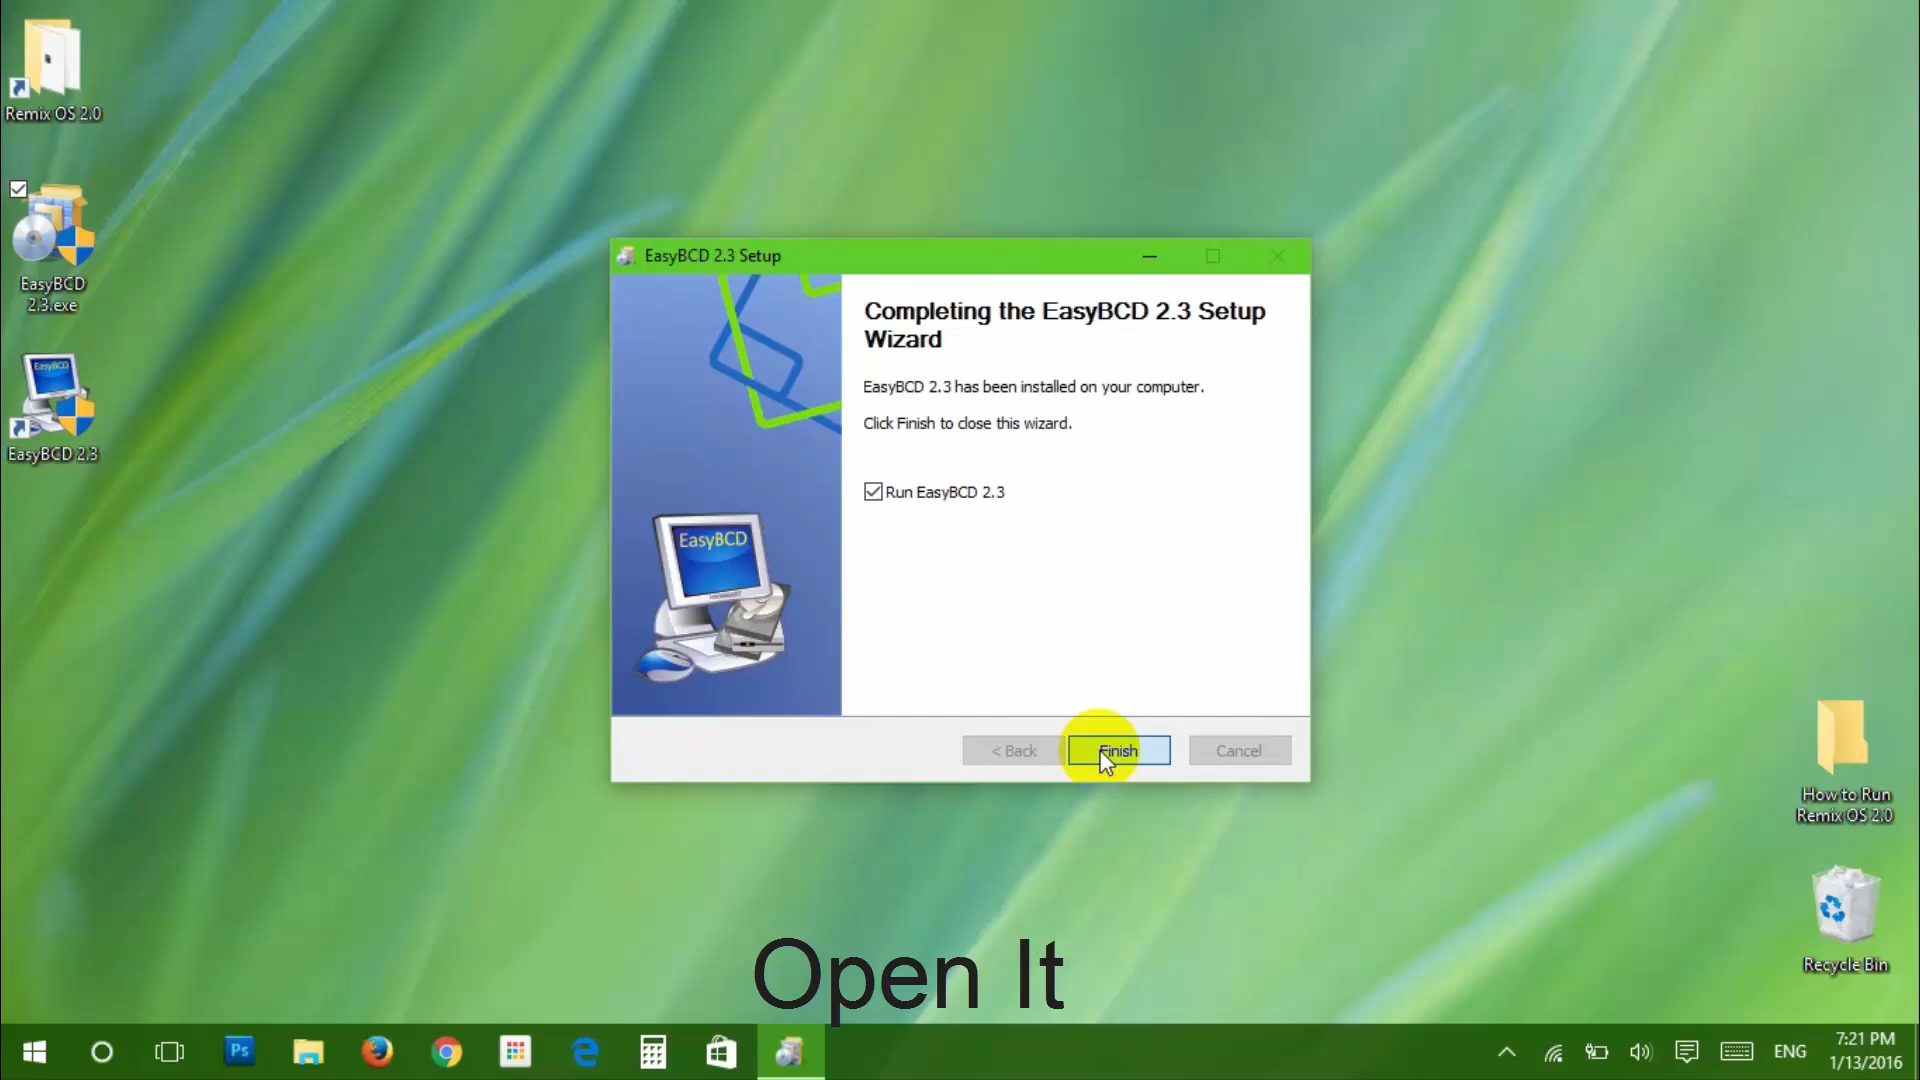 Remix OS 2.0
EasyBCD
2.3.exe
EasyBCD
EasyBCD 2.3
EasyBCD 2.3 Setup
Completing the EasyBCD 2.3 Setup
Wizard
EasyBCD 2.3 has been installed on your computer.
Click Finish to close this wizard.
Run EasyBCD 2.3
EasyBCD
< Back
Finish
Cancel
How to Run
Remix OS 2.0
Recycle Bin
Open It
Ps
ENG
7:21 PM
1/13/2016